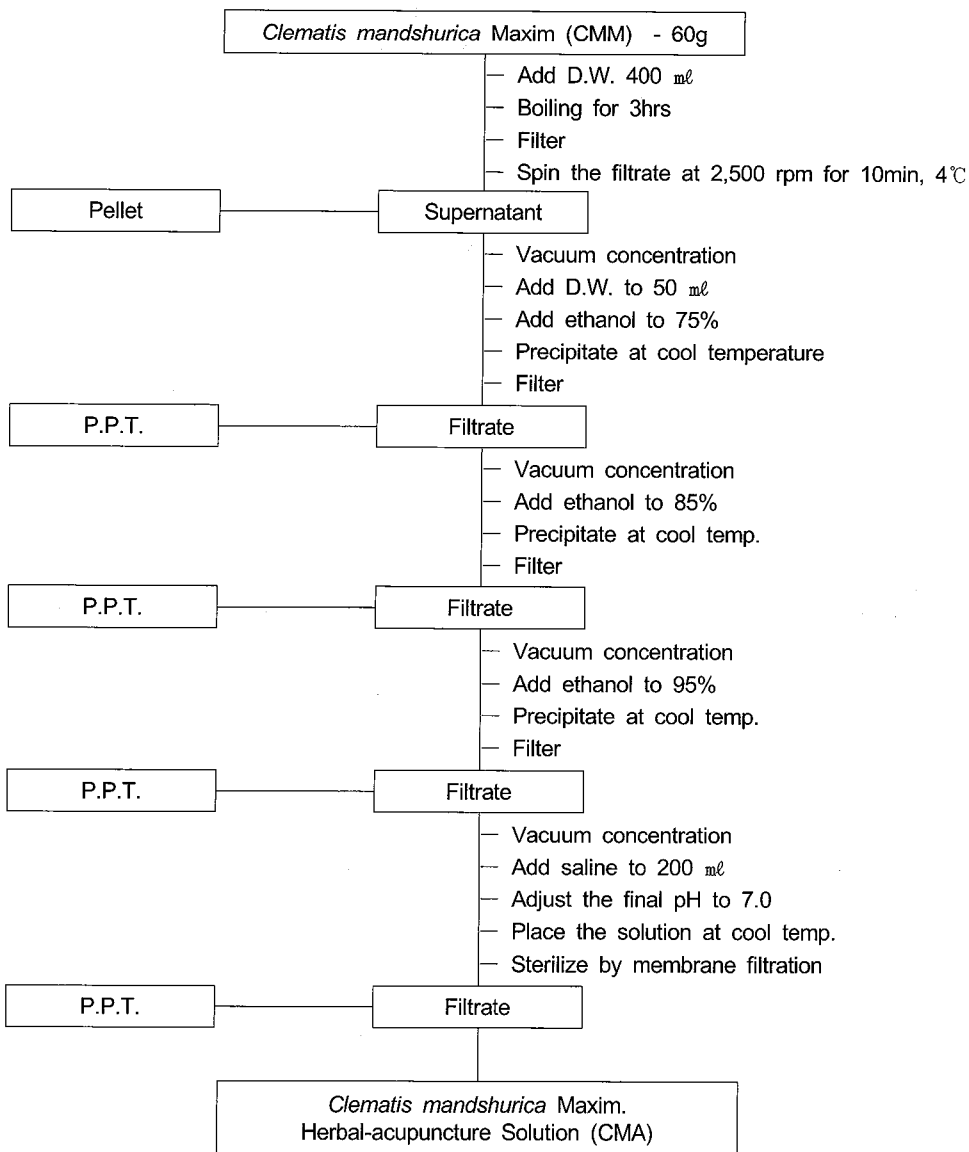 Clematis mandshurica Maxim (CMM) - 60g
Add D.W. 400 ㎖
Boiling for 3hrs
Filter
Spin the filtrate at 2,500 rpm for 10min, 4℃
Pellet
Supernatant
Vacuum concentration
Add D.W. to 50 ㎖
Add ethanol to 75%
Precipitate at cool temperature
Filter
P.P.T.
Filtrate
Vacuum concentration
Add ethanol to 85%
Precipitate at cool temp.
Filter
P.P.T.
Filtrate
Vacuum concentration
Add ethanol to 95%
Precipitate at cool temp.
Filter
P.P.T.
Filtrate
Vacuum concentration
Add saline to 200 ㎖
Adjust the final pH to 7.0
Place the solution at cool temp.
Sterilize by membrane filtration
P.P.T.
Filtrate
Clematis mandshurica Maxim.
Herbal-acupuncture Solution (CMA)